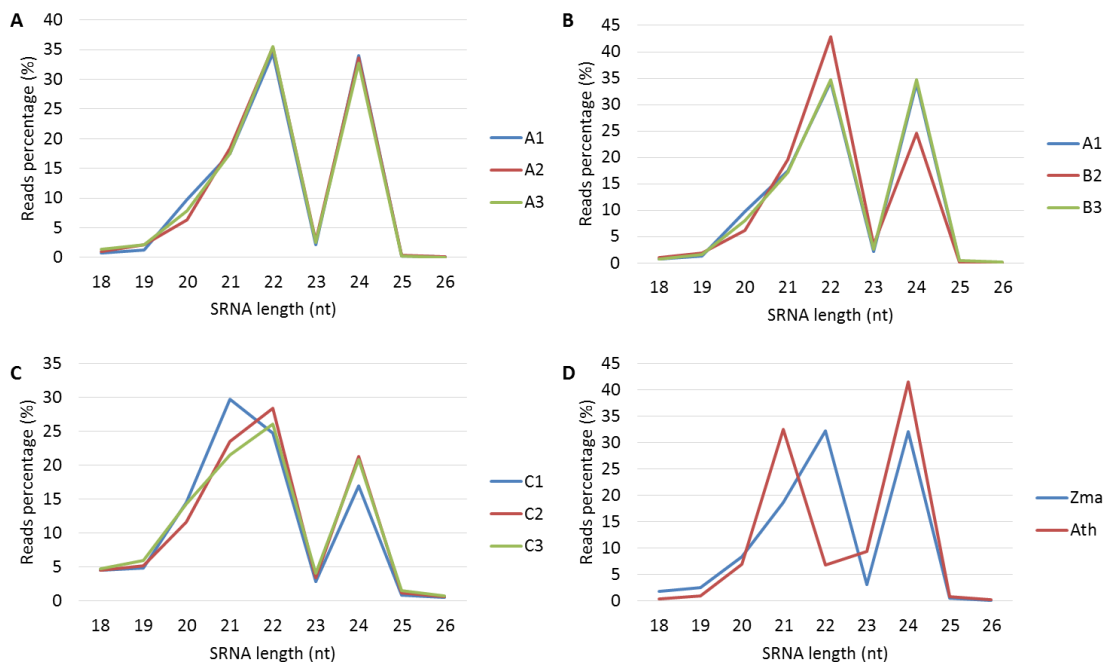 A
Reads percentage (%)
40
35
30
25
20
15
10
5
0
18 19 20 21 22 23 24 25 26
SRNA length (nt)
A1
A2
A3
B
Reads percentage (%)
45
40
35
30
25
20
15
10
5
0
18 19 20 21 22 23 24 25 26
SRNA length (nt)
A1
B2
B3
C
Reads percentage (%)
35
30
25
20
15
10
5
0
18 19 20 21 22 23 24 25 26
SRNA length (nt)
C1
C2
C3
D
Reads percentage (%)
45
40
35
30
25
20
15
10
5
0
18 19 20 21 22 23 24 25 26
SRNA length (nt)
Zma
Ath